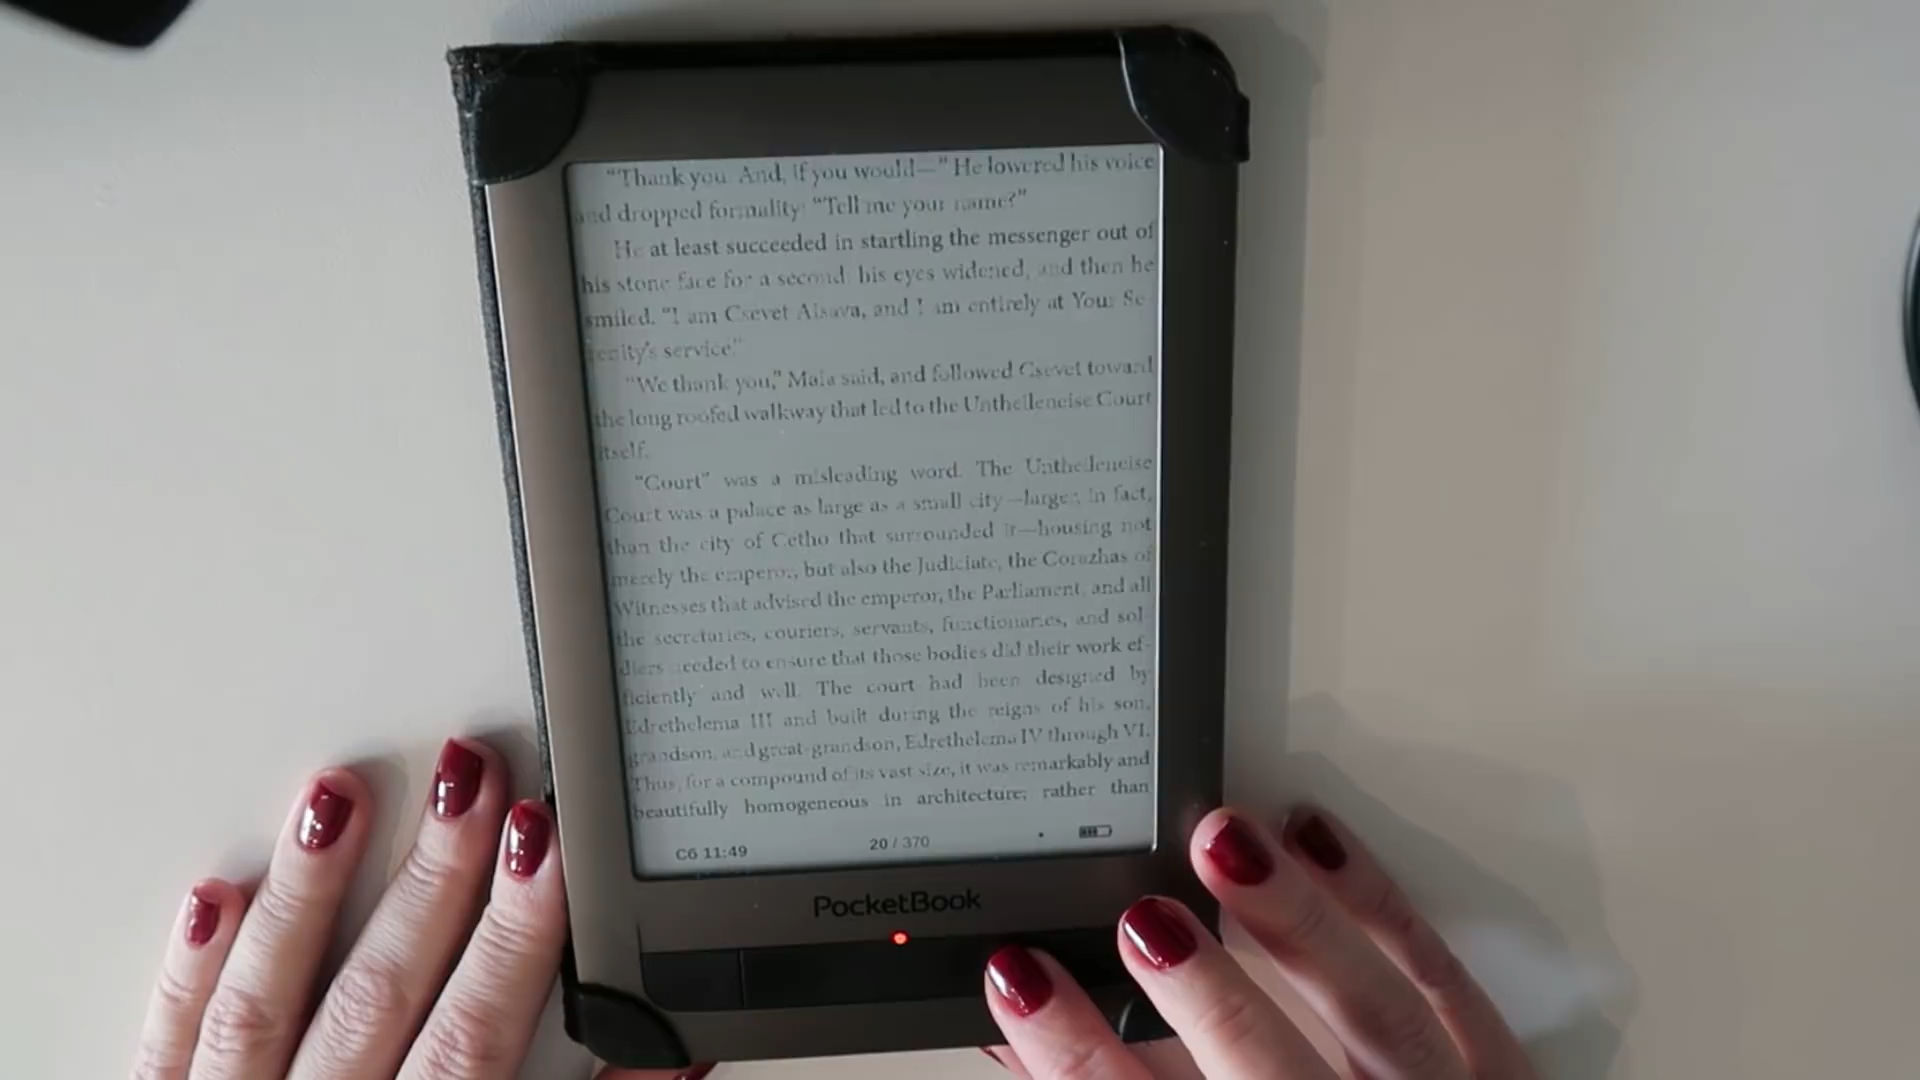 “Thank you. And, if you would—” He lowered his voice
and dropped formality: “Tell me your name?”
He at least succeeded in startling the messenger out of
his stone face for a second: his eyes widened, and then he
smiled. “I am Csevet Aisava, and I am entirely at Your Se-
renity’s service.”
“We thank you,” Maia said, and followed Csevet toward
the long roofed walkway that led to the Untheileneise Court
itself.
“Court” was a misleading word. The Untheileneise
Court was a palace as large as a small city—larger, in fact,
than the city of Cetho that surrounded it—housing not
merely the emperor, but also the Judiciate, the Corazhas of
Witnesses that advised the emperor, the Parliament, and all
the secretaries, couriers, servants, functionaries, and sol-
diers needed to ensure that those bodies did their work ef-
ficiently and well. The court had been designed by
Edrethelema III and built during the reigns of his son,
grandson, and great-grandson, Edrethelema IV through VI.
Thus, for a compound of its vast size, it was remarkably and
beautifully homogeneous in architecture; rather than
Сб 11:49 20 / 370
PocketBook